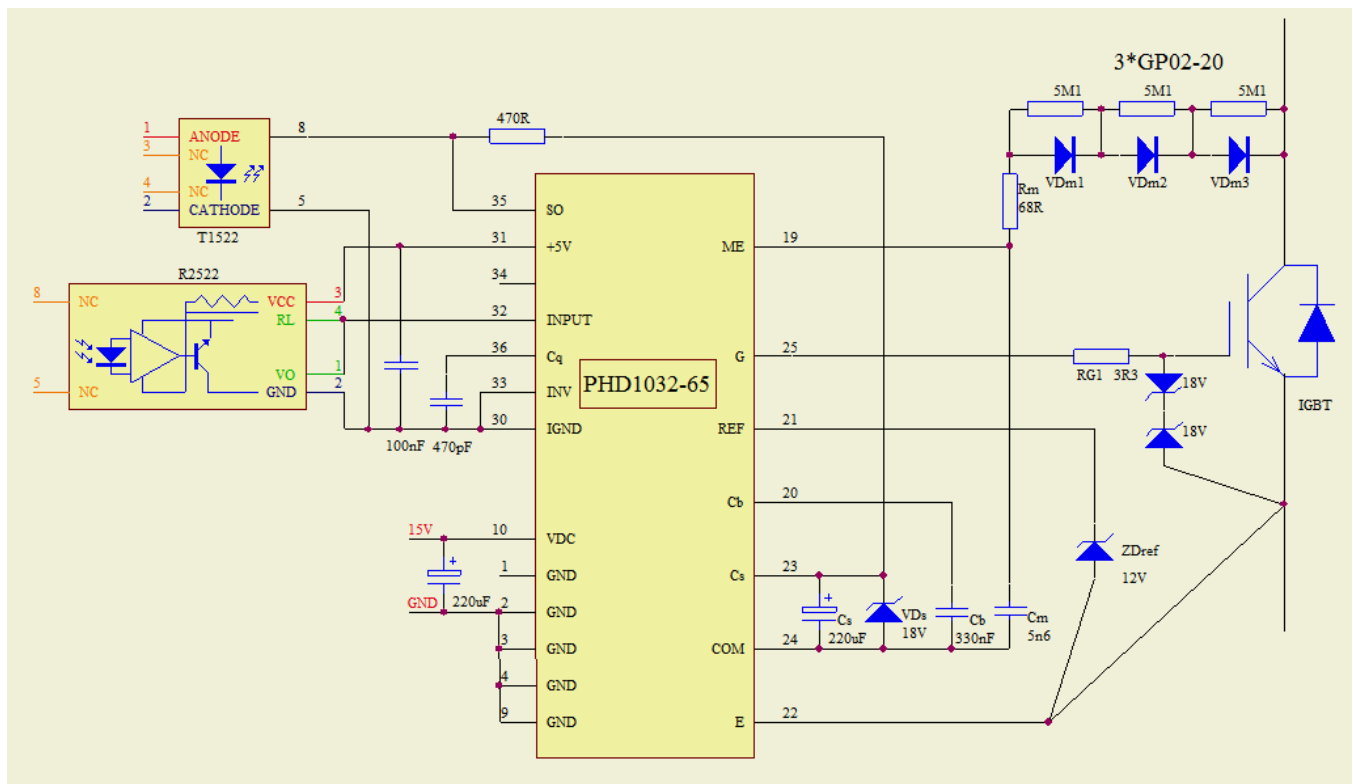 3*GP02-20
5M1 5M1 5M1
VDm1 VDm2 VDm3
Rm
68R
470R
1 ANODE 8
3 NC
4 NC
2 CATHODE 5
T1522
R2522
8 NC
5 NC
VCC 3
RL 4
VO 1
GND 2
100nF 470pF
PHD1032-65
35 SO
31 +5V
34
32 INPUT
36 Cq
33 INV
30 IGND
15V 10 VDC
1 GND
GND 2 GND
+
220uF
3 GND
4 GND
9 GND
ME 19
G 25
REF 21
Cb 20
Cs 23
COM 24
E 22
RG1 3R3
18V
18V
IGBT
ZDref
12V
+
Cs
220uF
VDs
18V
Cb
330nF
Cm
5n6